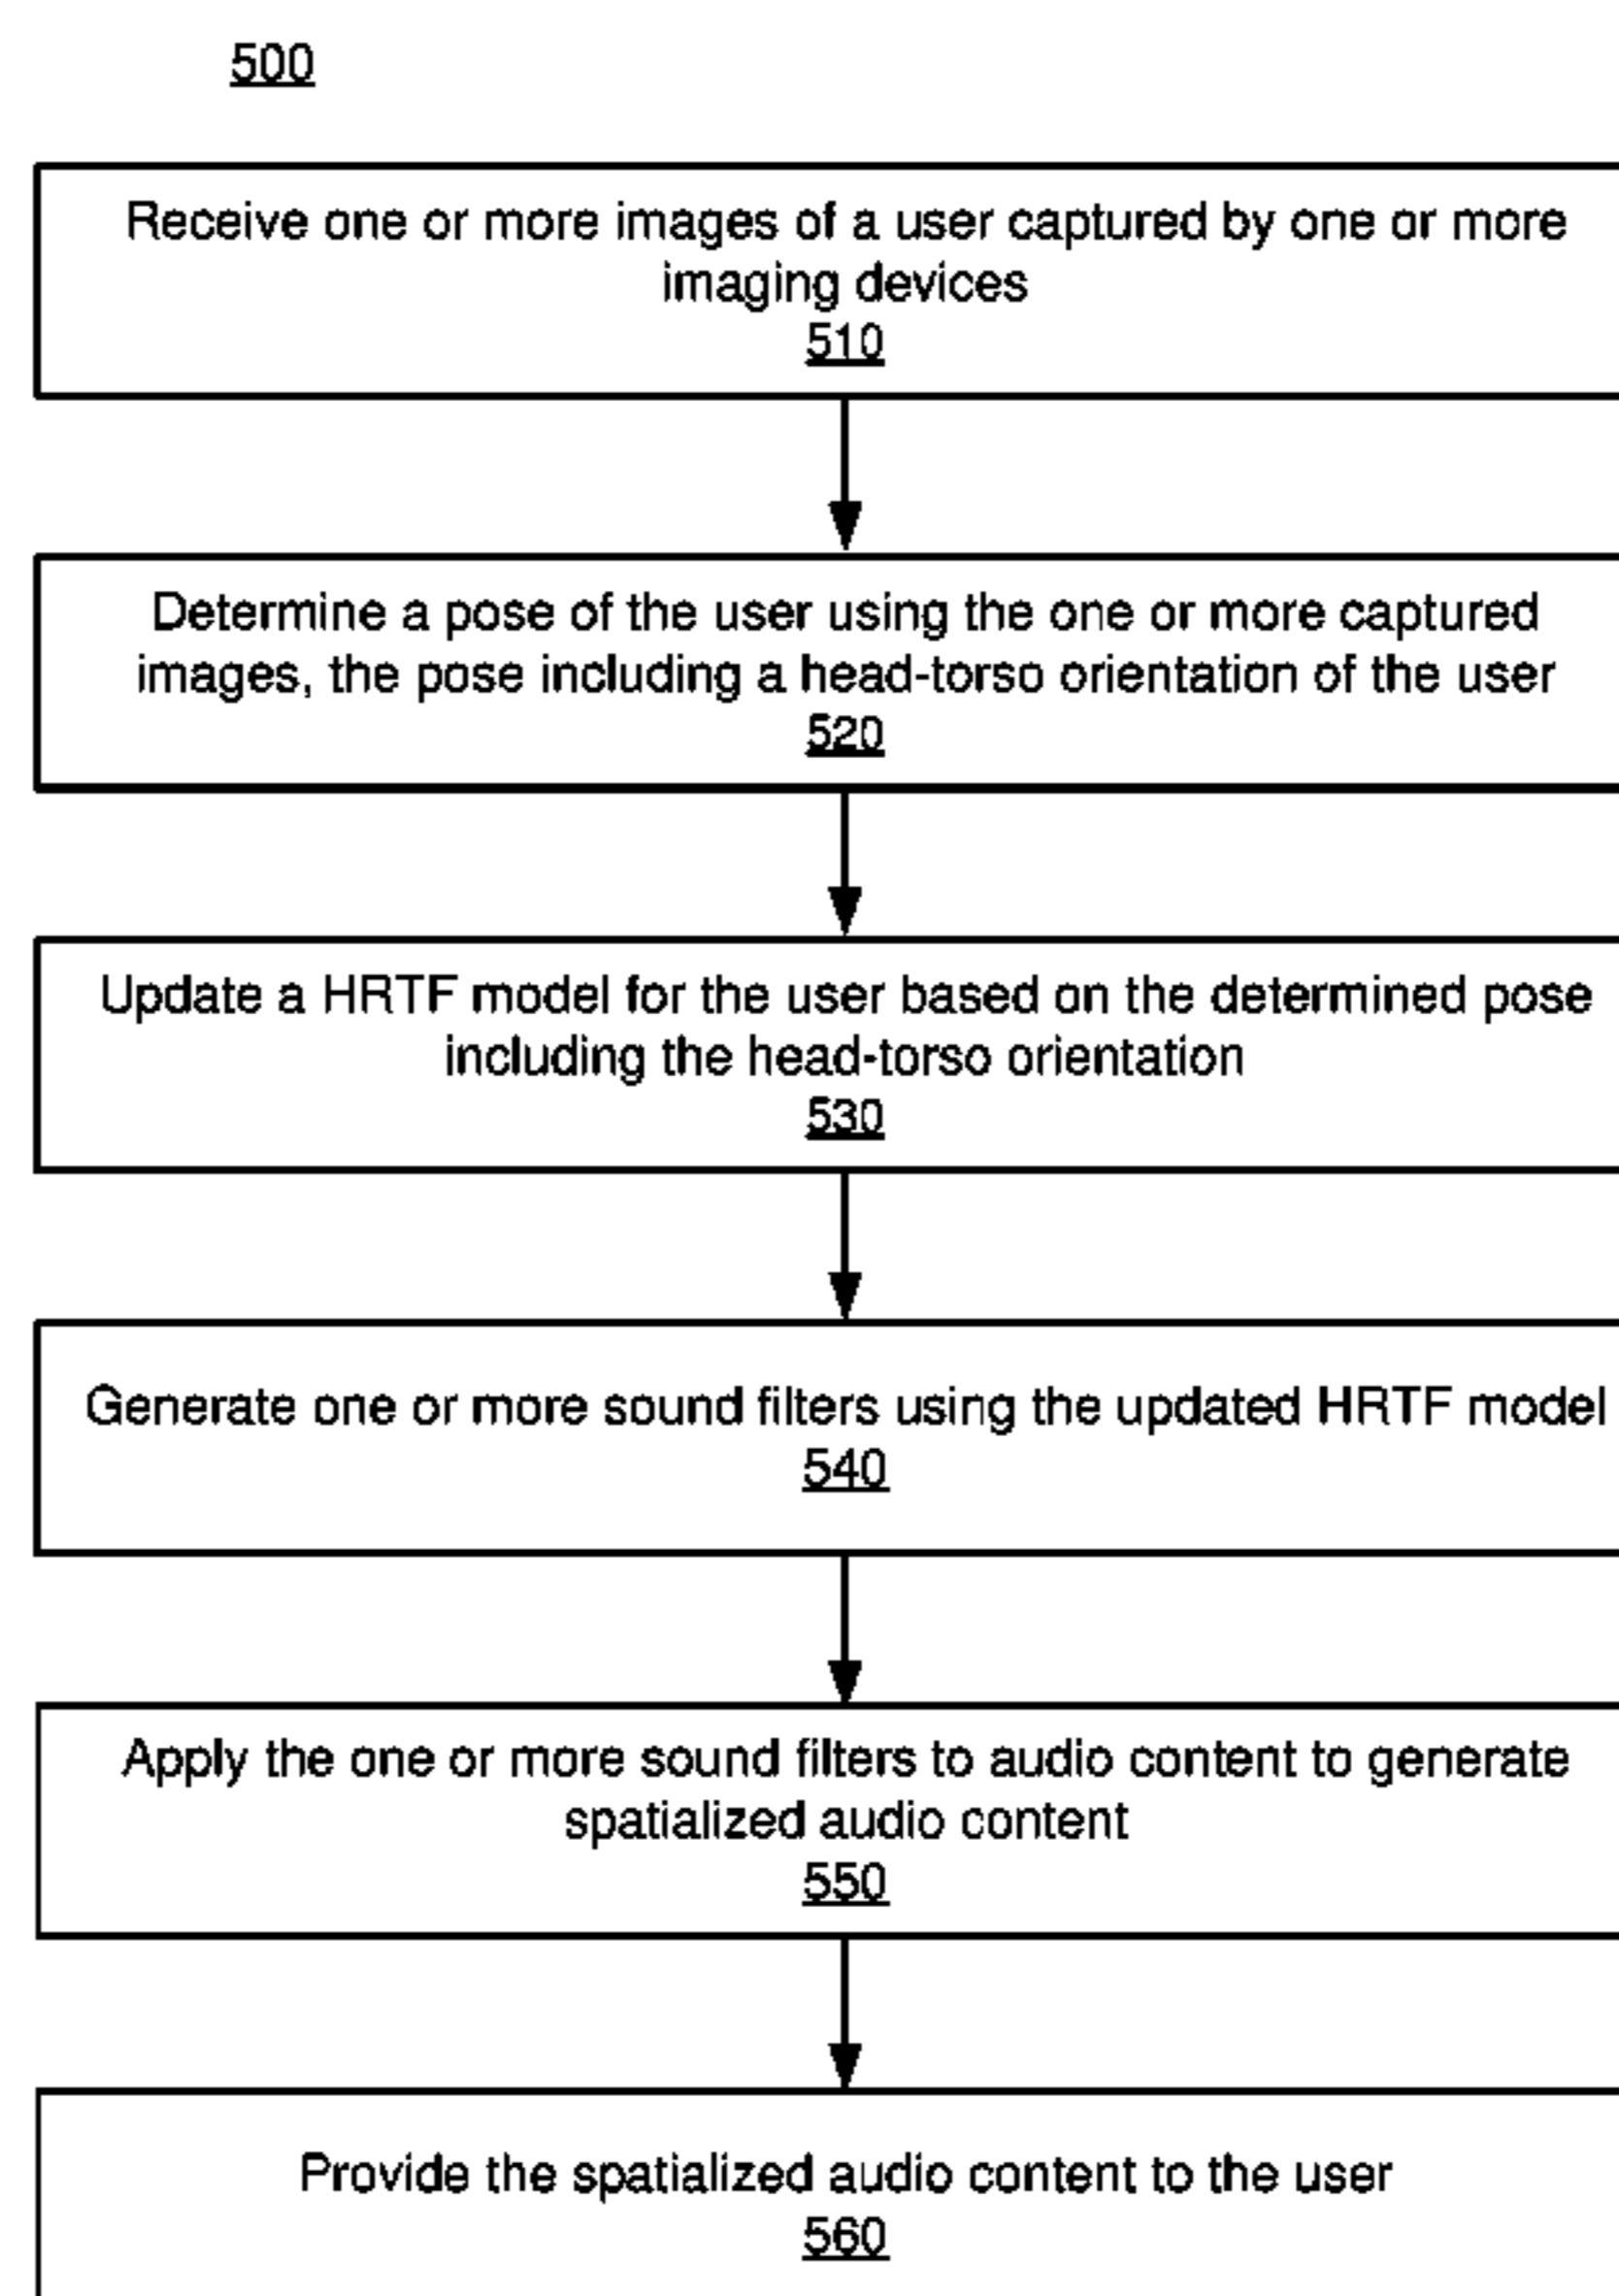 500
Receive one or more images of a user captured by one or more
imaging devices
510
Determine a pose of the user using the one or more captured
images, the pose including a head-torso orientation of the user
520
Update a HRTF model for the user based on the determined pose
including the head-torso orientation
530
Generate one or more sound filters using the updated HRTF model
540
Apply the one or more sound filters to audio content to generate
spatialized audio content
550
Provide the spatialized audio content to the user
560